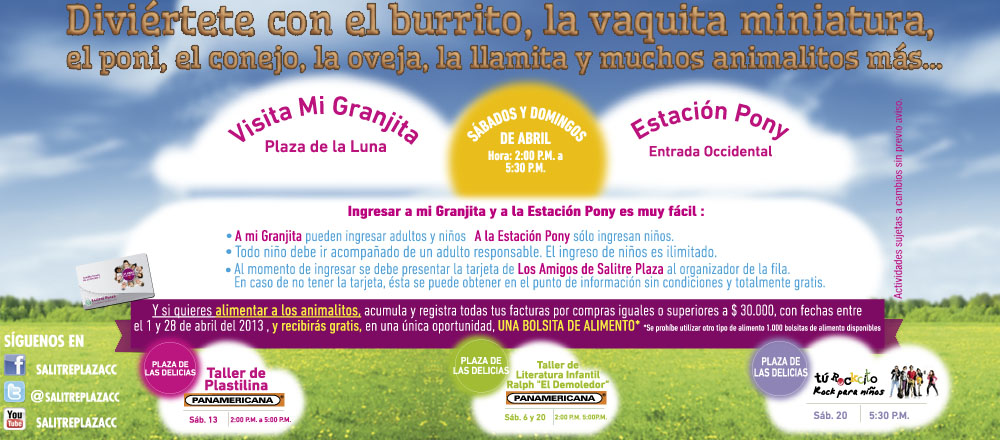 Diviértete con el burrito, la vaquita miniatura,
el poni, el conejo, la oveja, la llamita y muchos animalitos más...
Visita Mi Granjita
Plaza de la Luna
SÁBADOS Y DOMINGOS
DE ABRIL
Hora: 2:00 P.M. a
5:30 P.M.
Estación Pony
Entrada Occidental
Actividades sujetas a cambios sin previo aviso.
Ingresar a mi Granjita y a la Estación Pony es muy fácil :
• A mi Granjita pueden ingresar adultos y niños A la Estación Pony sólo ingresan niños.
• Todo niño debe ir acompañado de un adulto responsable. El ingreso de niños es ilimitado.
• Al momento de ingresar se debe presentar la tarjeta de Los Amigos de Salitre Plaza al organizador de la fila.
En caso de no tener la tarjeta, ésta se puede obtener en el punto de información sin condiciones y totalmente gratis.
Y si quieres alimentar a los animalitos, acumula y registra todas tus facturas por compras iguales o superiores a $ 30.000, con fechas entre
el 1 y 28 de abril del 2013 , y recibirás gratis, en una única oportunidad, UNA BOLSITA DE ALIMENTO* *Se prohíbe utilizar otro tipo de alimento 1.000 bolsitas de alimento disponibles
SÍGUENOS EN
f SALITREPLAZACC
@SALITREPLAZACC
You Tube SALITREPLAZACC
PLAZA DE
LAS DELICIAS
Taller de
Plastilina
PANAMERICANA
Sáb. 13 2:00 P.M. a 5:00 P.M.
PLAZA DE
LAS DELICIAS
Taller de
Literatura Infantil
Ralph "El Demoledor"
PANAMERICANA
Sáb. 6 y 20 2:00 P.M. 5:00P.M.
PLAZA DE
LAS DELICIAS
tú Rockcito
Rock para niños
Sáb. 20 5:30 P.M.